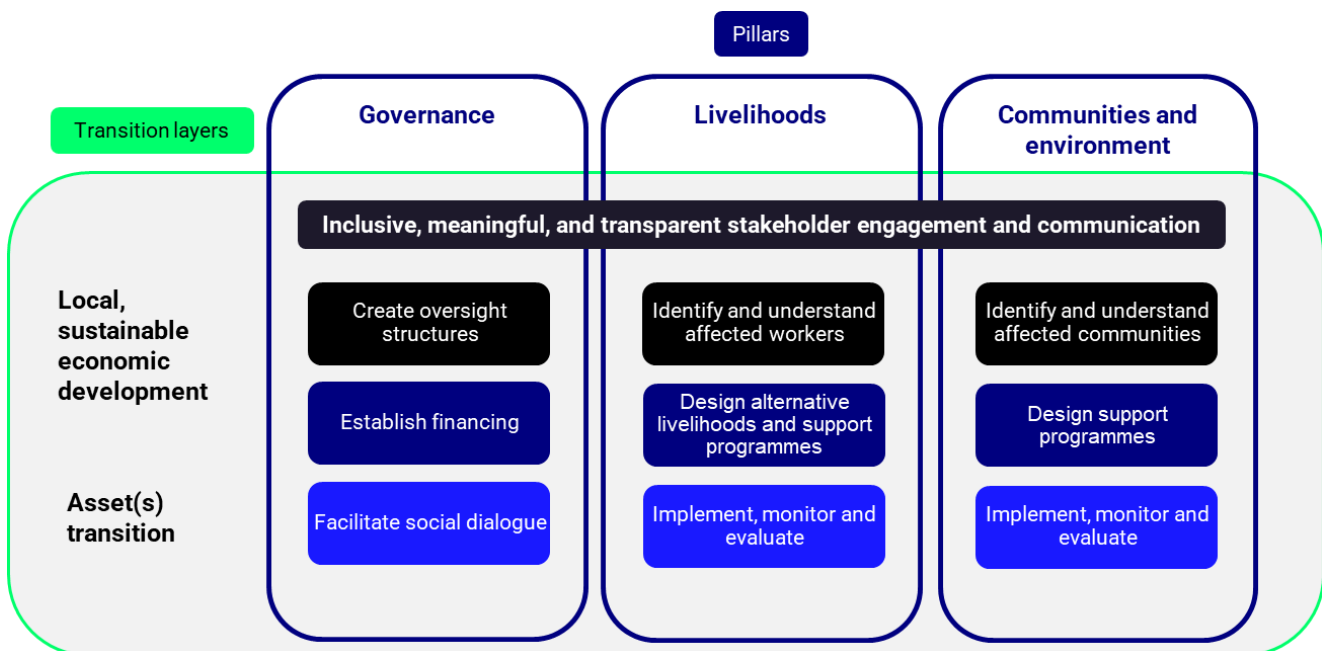 Pillars
Transition layers
Governance
Livelihoods
Communities and
environment
Inclusive, meaningful, and transparent stakeholder engagement and communication
Local,
sustainable
economic
development
Create oversight
structures
Identify and understand
affected workers
Identify and understand
affected communities
Establish financing
Design alternative
livelihoods and support
programmes
Design support
programmes
Asset(s)
transition
Facilitate social dialogue
Implement, monitor and
evaluate
Implement, monitor and
evaluate